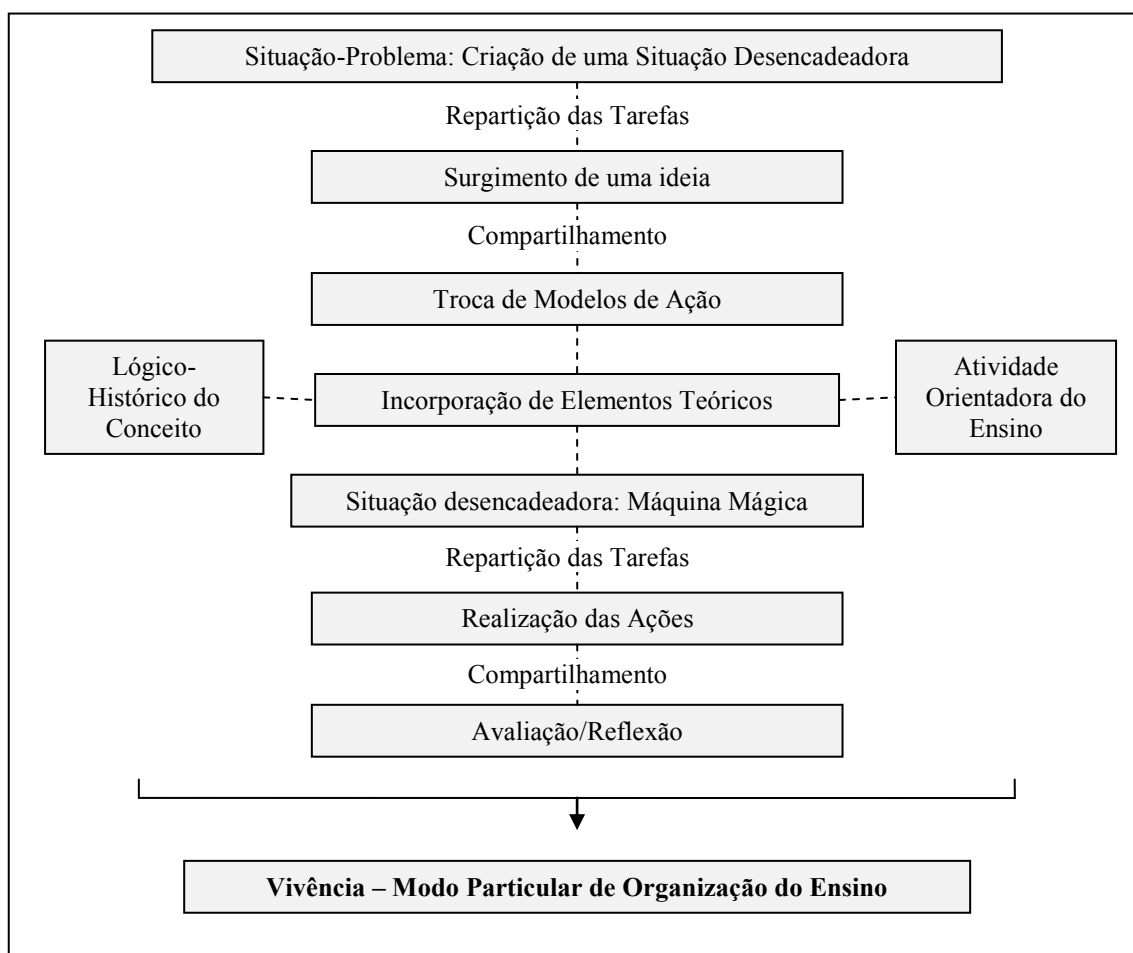 Situação-Problema: Criação de uma Situação Desencadeadora
Repartição das Tarefas
Surgimento de uma ideia
Compartilhamento
Troca de Modelos de Ação
Lógico-
Histórico do
Conceito
Incorporação de Elementos Teóricos
Atividade
Orientadora do
Ensino
Situação desencadeadora: Máquina Mágica
Repartição das Tarefas
Realização das Ações
Compartilhamento
Avaliação/Reflexão
Vivência – Modo Particular de Organização do Ensino